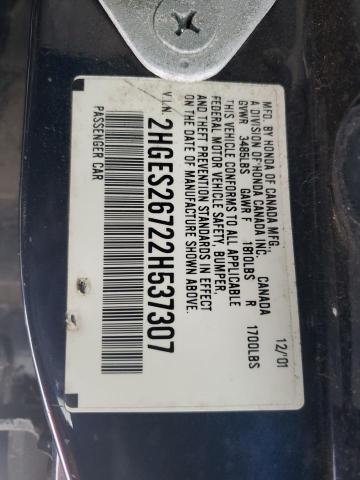 MFD. BY HONDA OF CANADA MFG.,
A DIVISION OF HONDA CANADA INC. CANADA 12/'01
GVWR 3485LBS GAWR F 1810LBS R 1700LBS
THIS VEHICLE CONFORMS TO ALL APPLICABLE
FEDERAL MOTOR VEHICLE SAFETY, BUMPER,
AND THEFT PREVENTION STANDARDS IN EFFECT
ON THE DATE OF MANUFACTURE SHOWN ABOVE.
V.I.N.
2HGES26722H537307
PASSENGER CAR